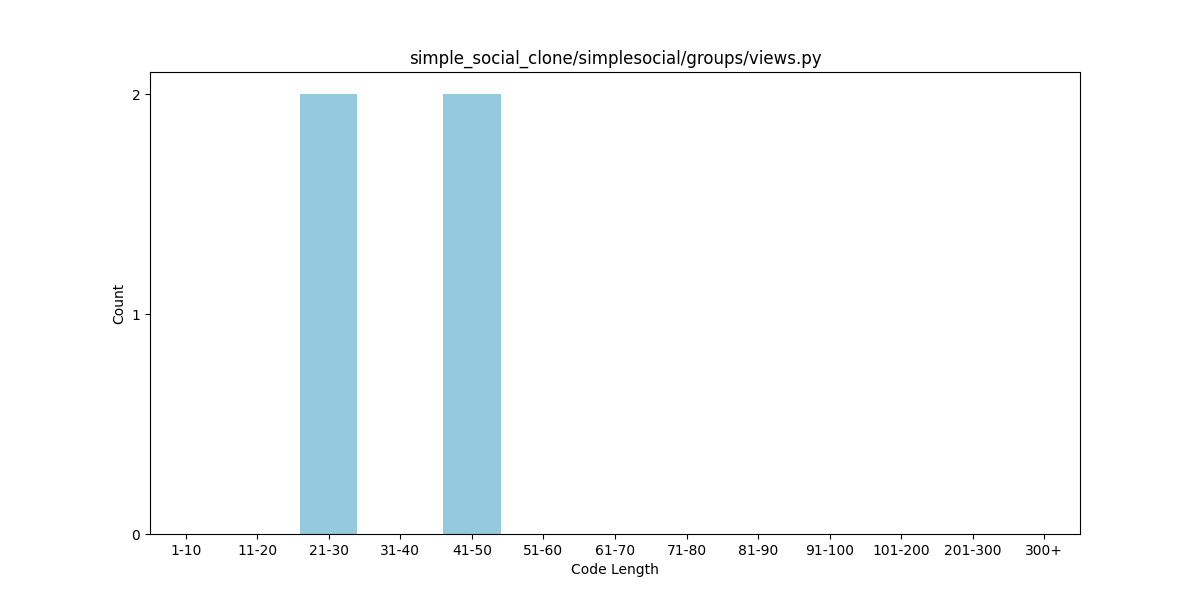 simple_social_clone/simplesocial/groups/views.py
2
1
0
Count
1-10 11-20 21-30 31-40 41-50 51-60 61-70 71-80 81-90 91-100 101-200 201-300 300+
Code Length